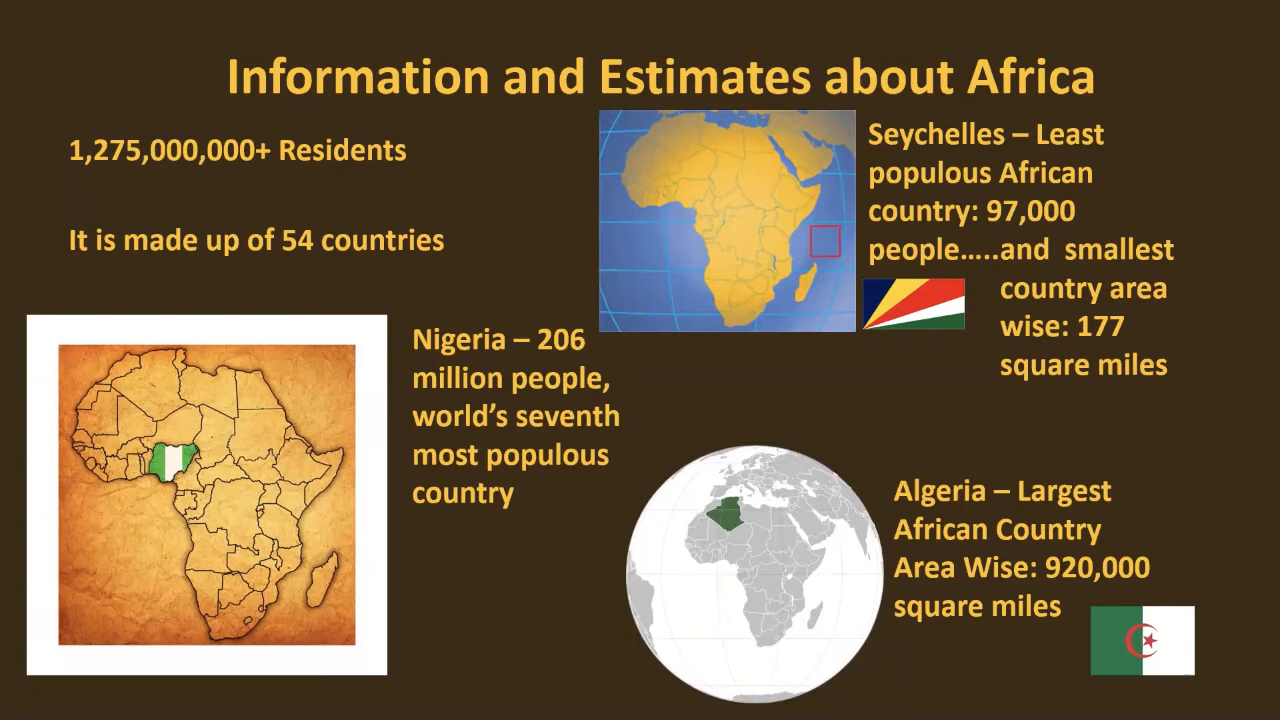 Information and Estimates about Africa
1,275,000,000+ Residents
It is made up of 54 countries
Seychelles – Least
populous African
country: 97,000
people…..and  smallest
country area
wise: 177
square miles
Nigeria – 206
million people,
world’s seventh
most populous
country
Algeria – Largest
African Country
Area Wise: 920,000
square miles